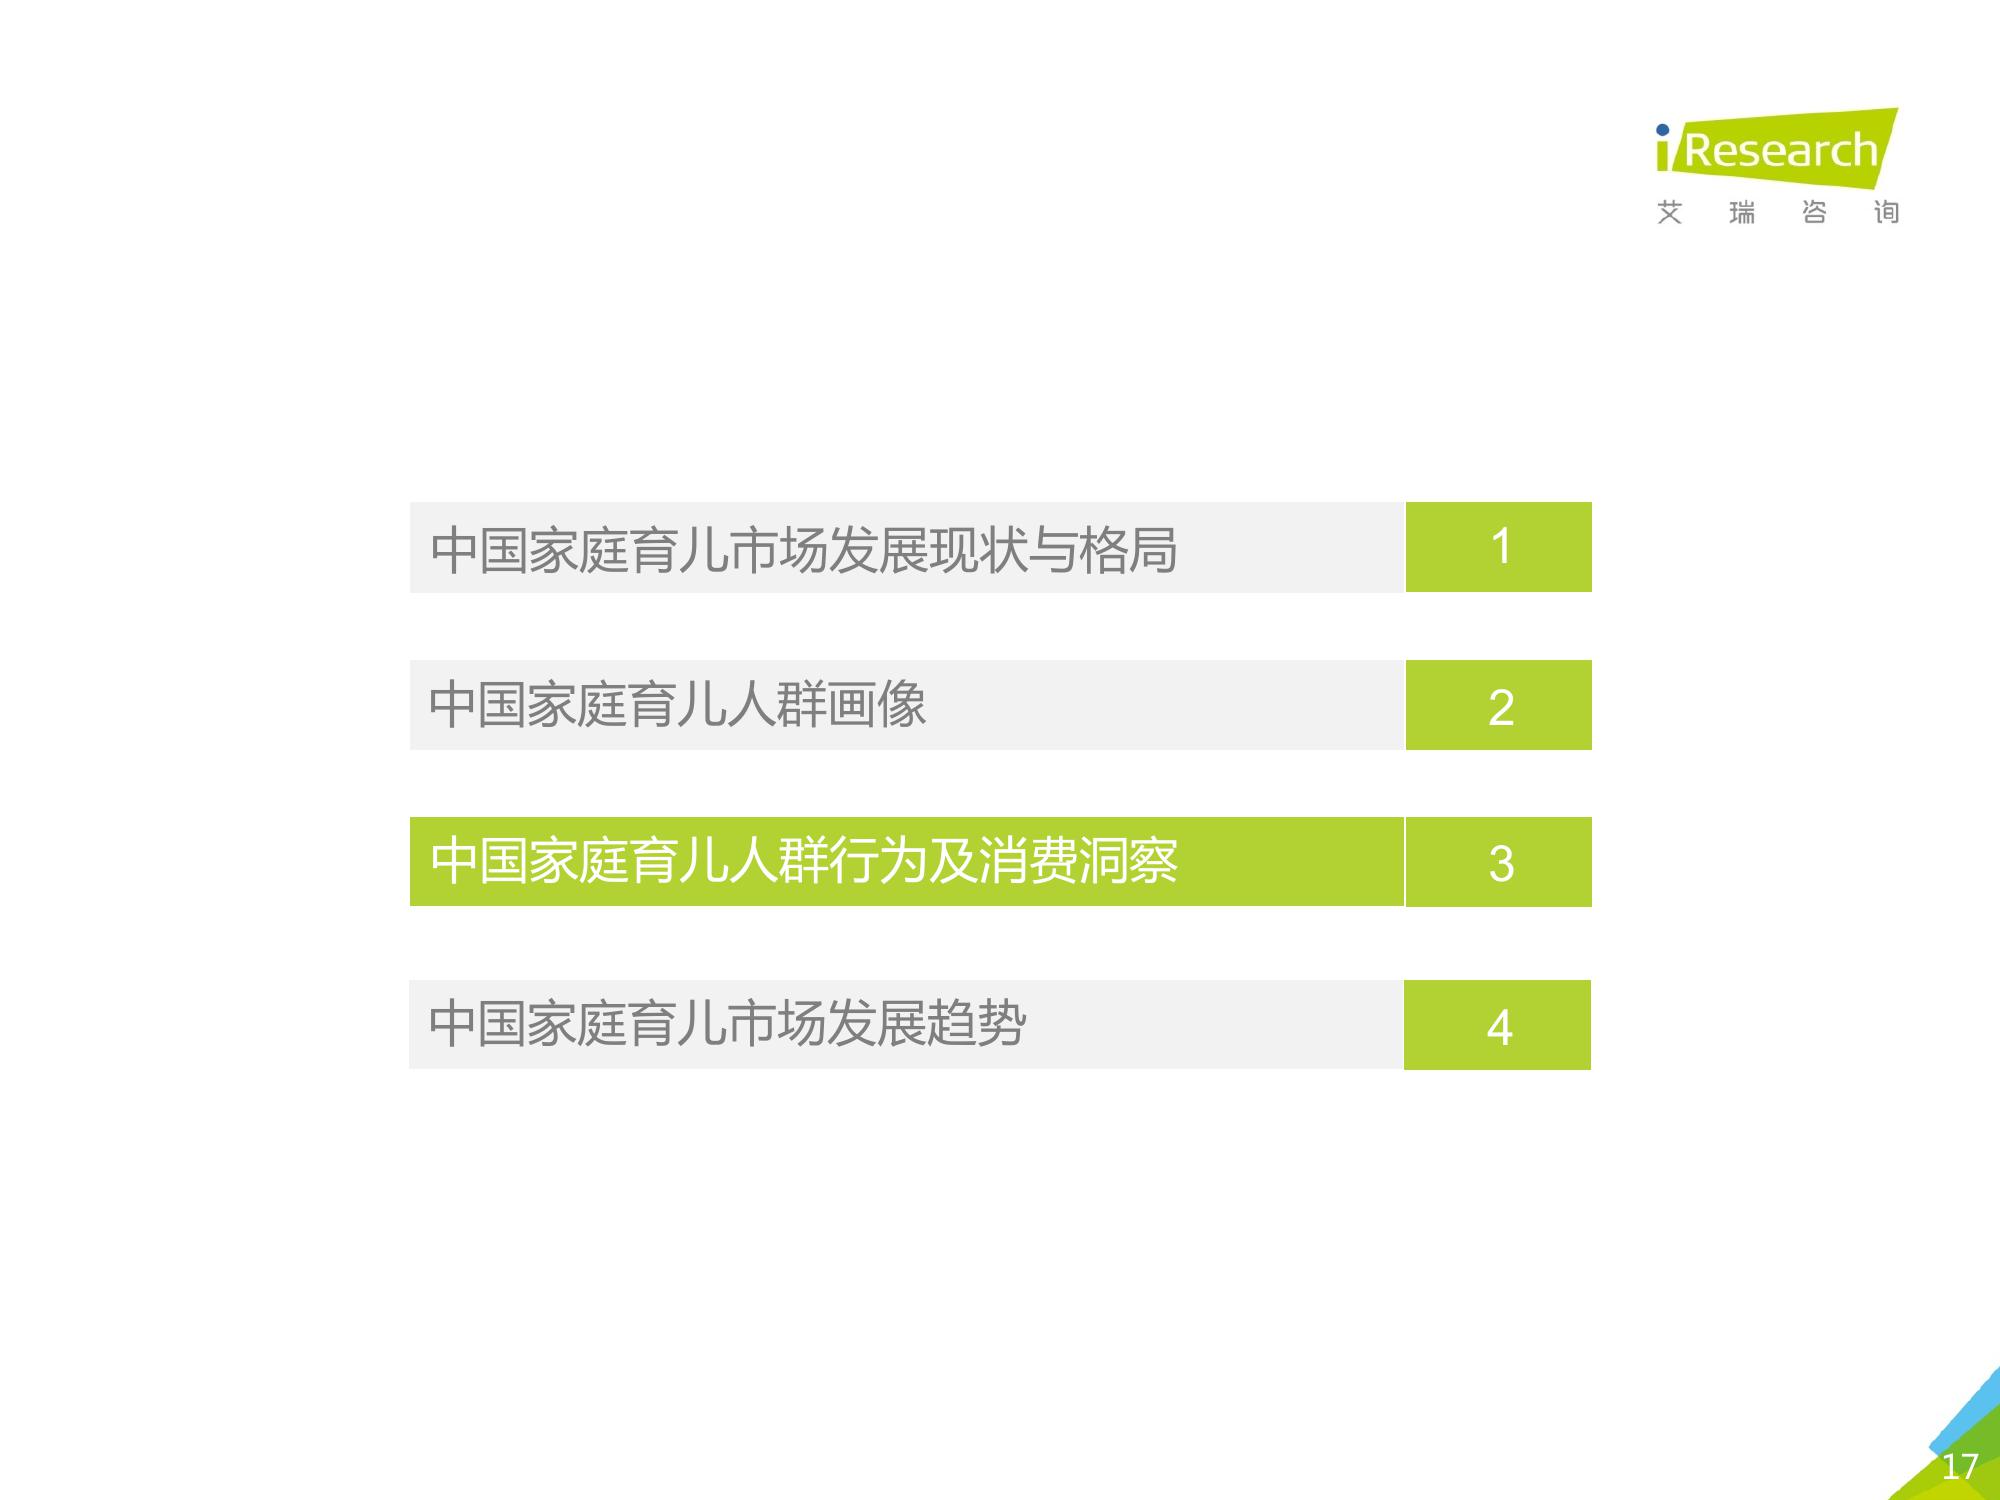 iResearch
艾瑞咨询
中国家庭育儿市场发展现状与格局 1
中国家庭育儿人群画像 2
中国家庭育儿人群行为及消费洞察 3
中国家庭育儿市场发展趋势 4
17